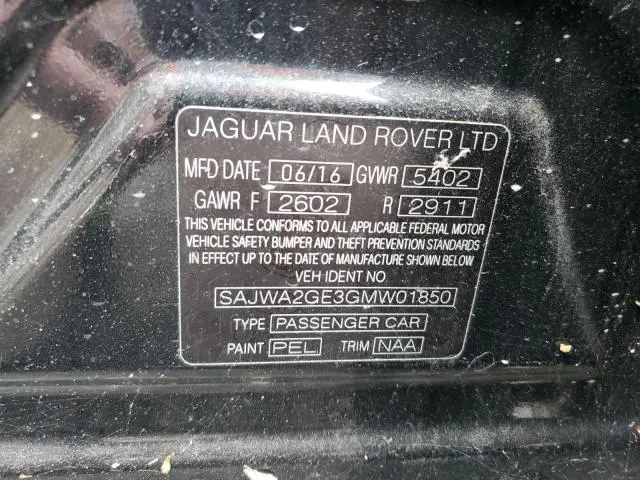 JAGUAR LAND ROVER LTD
MFD DATE 06/16 GWWR 5402
GAWR F 2602 R 2911
THIS VEHICLE CONFORMS TO ALL APPLICABLE FEDERAL MOTOR
VEHICLE SAFETY BUMPER AND THEFT PREVENTION STANDARDS
IN EFFECT UP TO THE DATE OF MANUFACTURE SHOWN BELOW
VEH IDENT NO
SAJWA2GE3GMW01850
TYPE PASSENGER CAR
PAINT PEL TRIM NAA